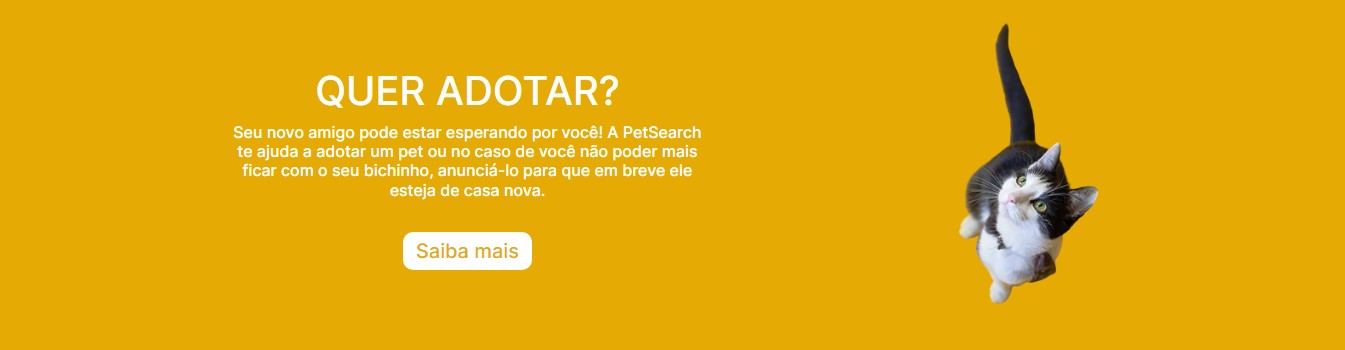 QUER ADOTAR?
Seu novo amigo pode estar esperando por você! A PetSearch
te ajuda a adotar um pet ou no caso de você não poder mais
ficar com o seu bichinho, anunciá-lo para que em breve ele
esteja de casa nova.
Saiba mais